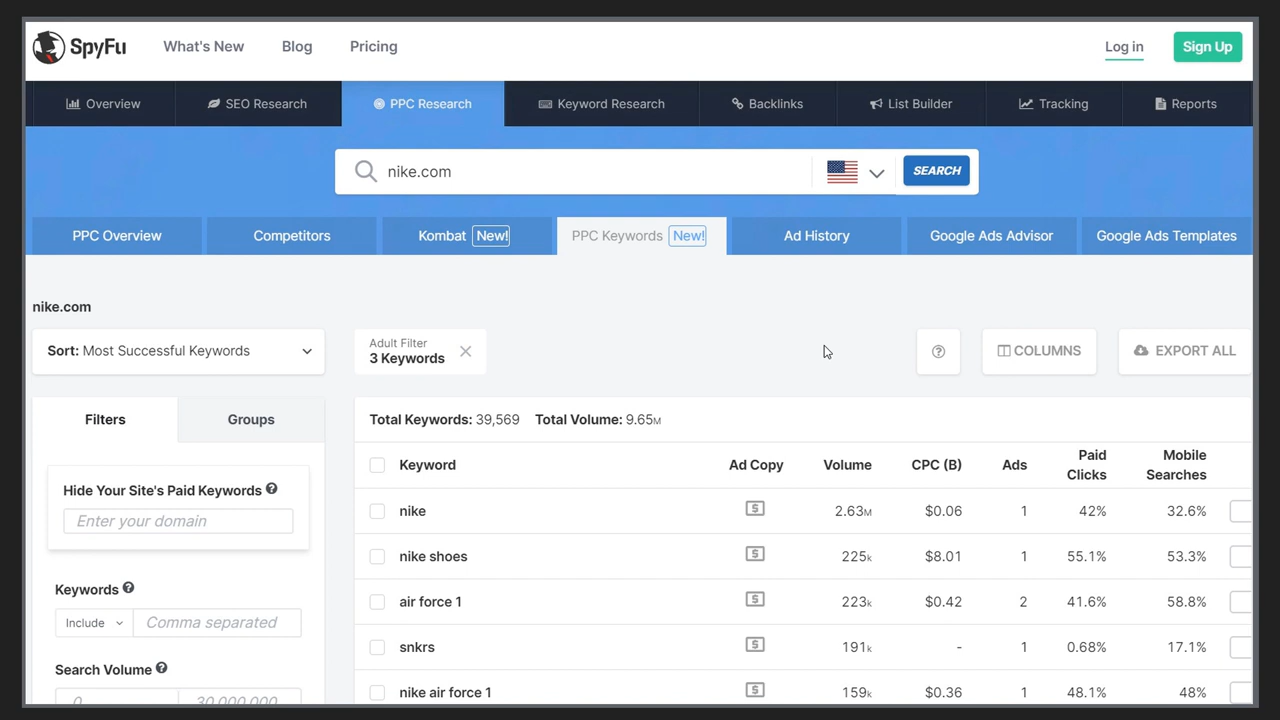 SpyFu What's New Blog Pricing Log in Sign Up
Overview SEO Research PPC Research Keyword Research Backlinks List Builder Tracking Reports
nike.com SEARCH
PPC Overview Competitors Kombat New! PPC Keywords New! Ad History Google Ads Advisor Google Ads Templates
nike.com
Sort: Most Successful Keywords
Adult Filter
3 Keywords
COLUMNS EXPORT ALL
Filters Groups
Hide Your Site's Paid Keywords
Enter your domain
Keywords
Include Comma separated
Search Volume
0 30,000,000
Total Keywords: 39,569 Total Volume: 9.65M
Keyword Ad Copy Volume CPC (B) Ads Paid Clicks Mobile Searches
nike 2.63M $0.06 1 42% 32.6%
nike shoes 225k $8.01 1 55.1% 53.3%
air force 1 223k $0.42 2 41.6% 58.8%
snkrs 191k - 1 0.68% 17.1%
nike air force 1 159k $0.36 1 48.1% 48%